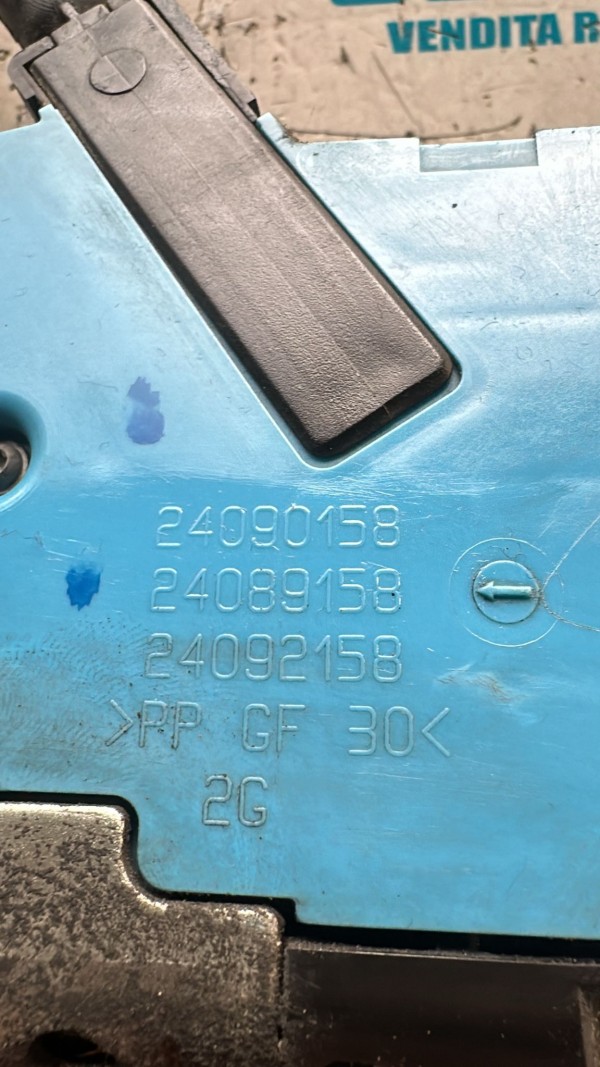 VENDITA R
24090158
24089158
24092158
>PP GF 30<
2G